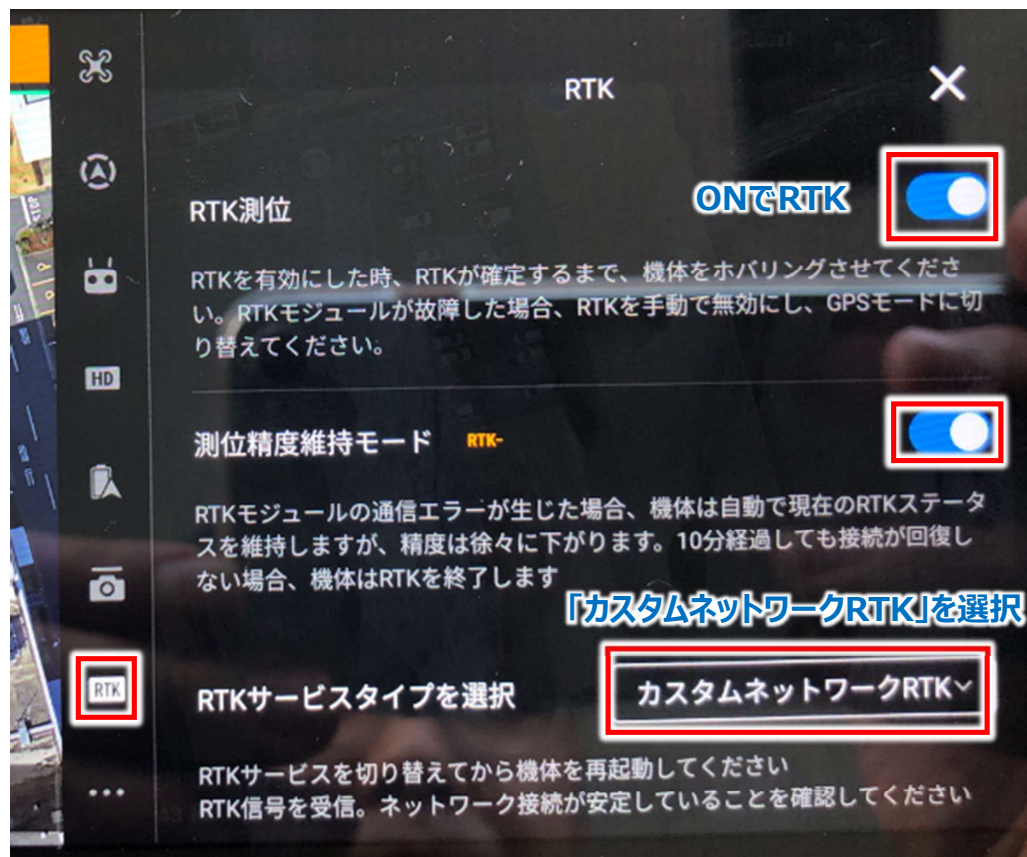 RTK
RTK測位
ONでRTK
RTKを有効にした時、RTKが確定するまで、機体をホバリングさせてくださ
い。RTKモジュールが故障した場合、RTKを手動で無効にし、GPSモードに切
り替えてください。
HD
測位精度維持モード
RTK-
RTKモジュールの通信エラーが生じた場合、機体は自動で現在のRTKステータ
スを維持しますが、精度は徐々に下がります。10分経過しても接続が回復し
ない場合、機体はRTKを終了します
「カスタムネットワークRTK」を選択
RTK
RTKサービスタイプを選択
カスタムネットワークRTK
RTKサービスを切り替えてから機体を再起動してください
RTK信号を受信。ネットワーク接続が安定していることを確認してください